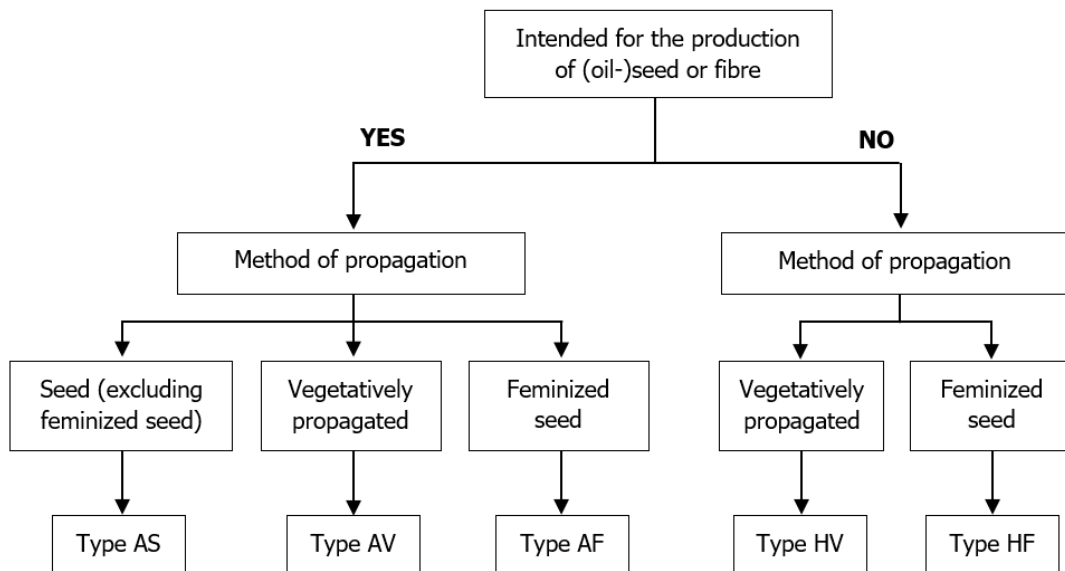 Intended for the production
of (oil-)seed or fibre
YES
NO
Method of propagation
Method of propagation
Seed (excluding
feminized seed)
Vegetatively
propagated
Feminized
seed
Vegetatively
propagated
Feminized
seed
Type AS
Type AV
Type AF
Type HV
Type HF